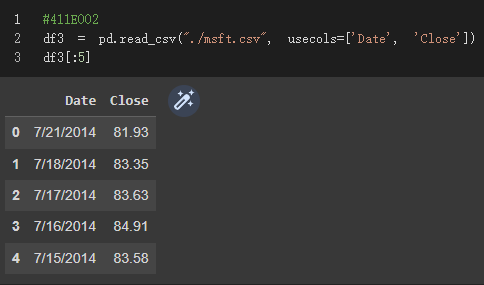 1 #411E002
2 df3 = pd.read_csv("./msft.csv", usecols=['Date', 'Close'])
3 df3[:5]
Date Close
0 7/21/2014 81.93
1 7/18/2014 83.35
2 7/17/2014 83.63
3 7/16/2014 84.91
4 7/15/2014 83.58